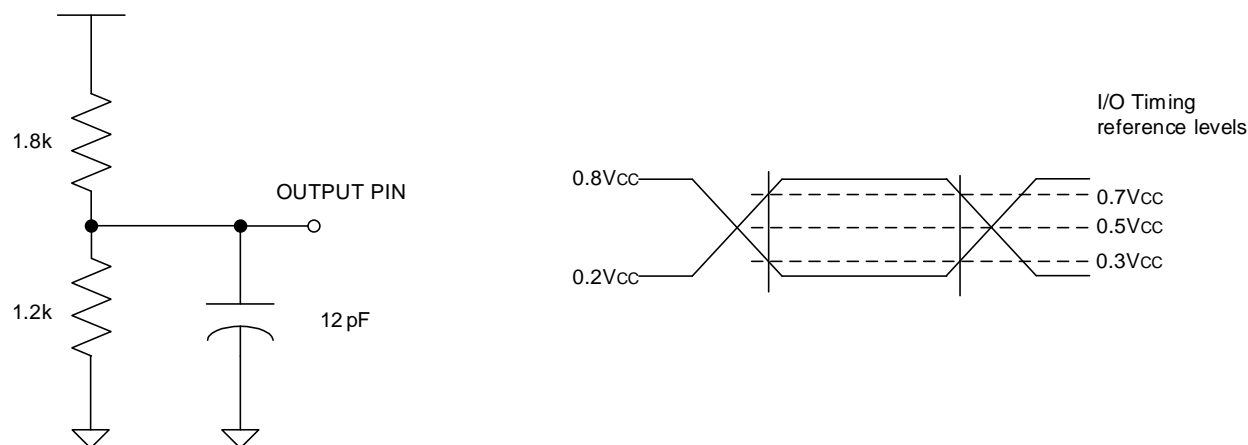 1.8k
OUTPUT PIN
1.2k
12 pF
I/O Timing
reference levels
0.8VCC
0.7VCC
0.5VCC
0.2VCC
0.3VCC